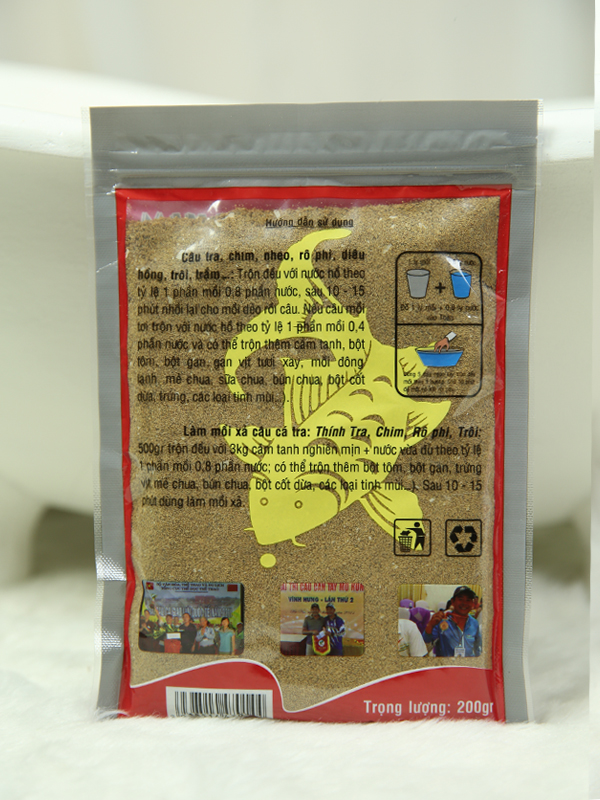 Hướng dẫn sử dụng
Câu tra, chim, nheo, rô phi, diêu
hồng, trôi, trắm...: Trộn đều với nước hồ theo
tỷ lệ 1 phần mồi 0,8 phần nước, sau 10 - 15
phút nhồi lại cho mồi dẻo rồi câu. Nếu câu mồi
tơi trộn với nước hồ theo tỷ lệ 1 phần mồi 0,4
phần nước và có thể trộn thêm cám tanh, bột
tôm, bột gan, gan vịt tươi xay, mồi đông
lạnh, mẻ chua, sữa chua, bún chua, bột cốt
dừa, trứng, các loại tinh mùi...).
+
Làm mồi xả câu cá tra: Thính Tra, Chim, Rô phi, Trôi:
500gr trộn đều với 3kg cám tanh nghiền mịn + nước vừa đủ theo tỷ lệ
1 phần mồi 0,8 phần nước; có thể trộn thêm bột tôm, bột gan, trứng
vịt mẻ chua, bún chua, bột cốt dừa, các loại tinh mùi...). Sau 10 - 15
phút dùng làm mồi xả.
VĨNH HƯNG - LẦN THỨ 2
Trọng lượng: 200gr